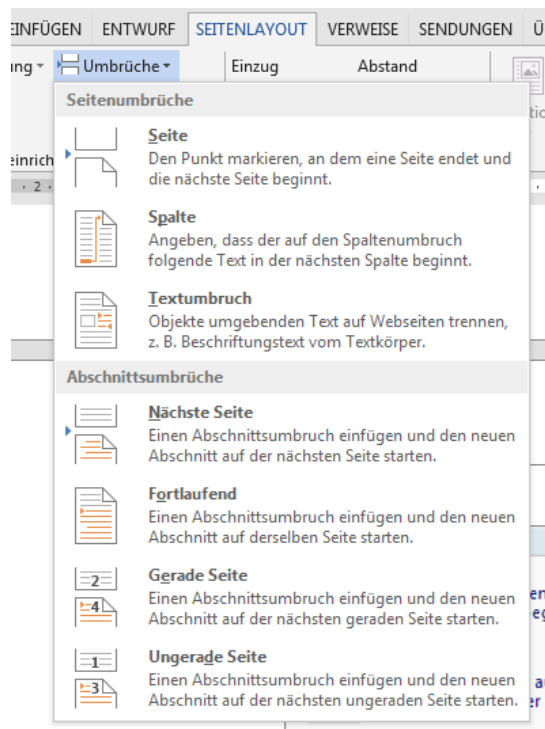 EINFÜGEN ENTWURF SEITENLAYOUT VERWEISE SENDUNGEN Ü
Umbrüche Einzug Abstand
Seitenumbrüche
Seite
Den Punkt markieren, an dem eine Seite endet und
die nächste Seite beginnt.
Spalte
Angeben, dass der auf den Spaltenumbruch
folgende Text in der nächsten Spalte beginnt.
Textumbruch
Objekte umgebenden Text auf Webseiten trennen,
z. B. Beschriftungstext vom Textkörper.
Abschnittsumbrüche
Nächste Seite
Einen Abschnittsumbruch einfügen und den neuen
Abschnitt auf der nächsten Seite starten.
Fortlaufend
Einen Abschnittsumbruch einfügen und den neuen
Abschnitt auf derselben Seite starten.
2
4
Gerade Seite
Einen Abschnittsumbruch einfügen und den neuen
Abschnitt auf der nächsten geraden Seite starten.
1
3
Ungerade Seite
Einen Abschnittsumbruch einfügen und den neuen
Abschnitt auf der nächsten ungeraden Seite starten.